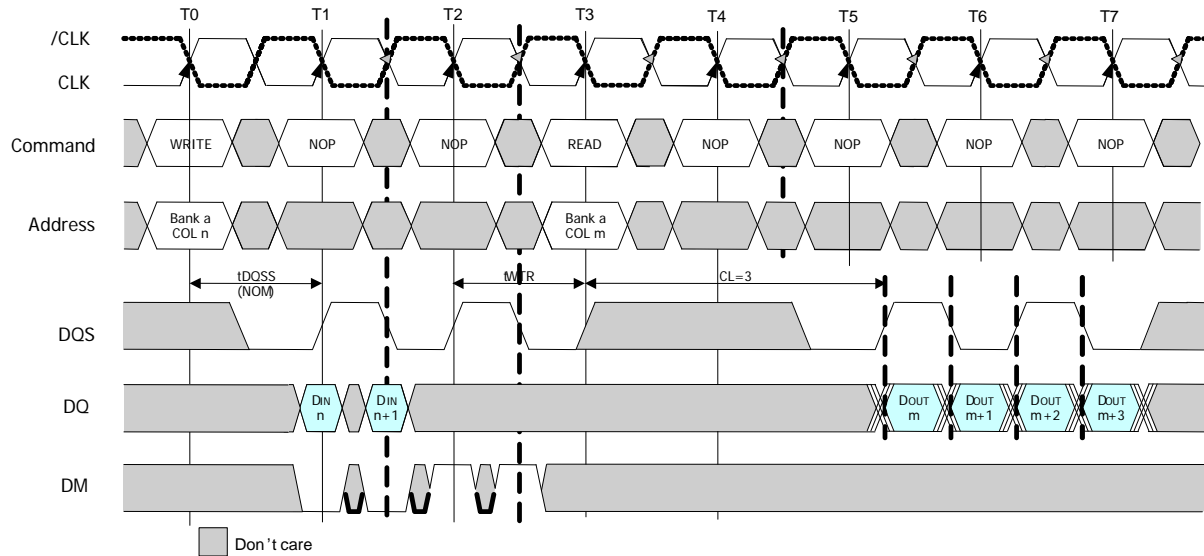 T0 T1 T2 T3 T4 T5 T6 T7
/CLK
CLK
Command WRITE NOP NOP READ NOP NOP NOP NOP
Address Bank a COL n Bank a COL m
tDQSS (NOM) tWTR CL=3
DQS
DQ DIN n DIN n+1 DOUT m DOUT m+1 DOUT m+2 DOUT m+3
DM
Don't care